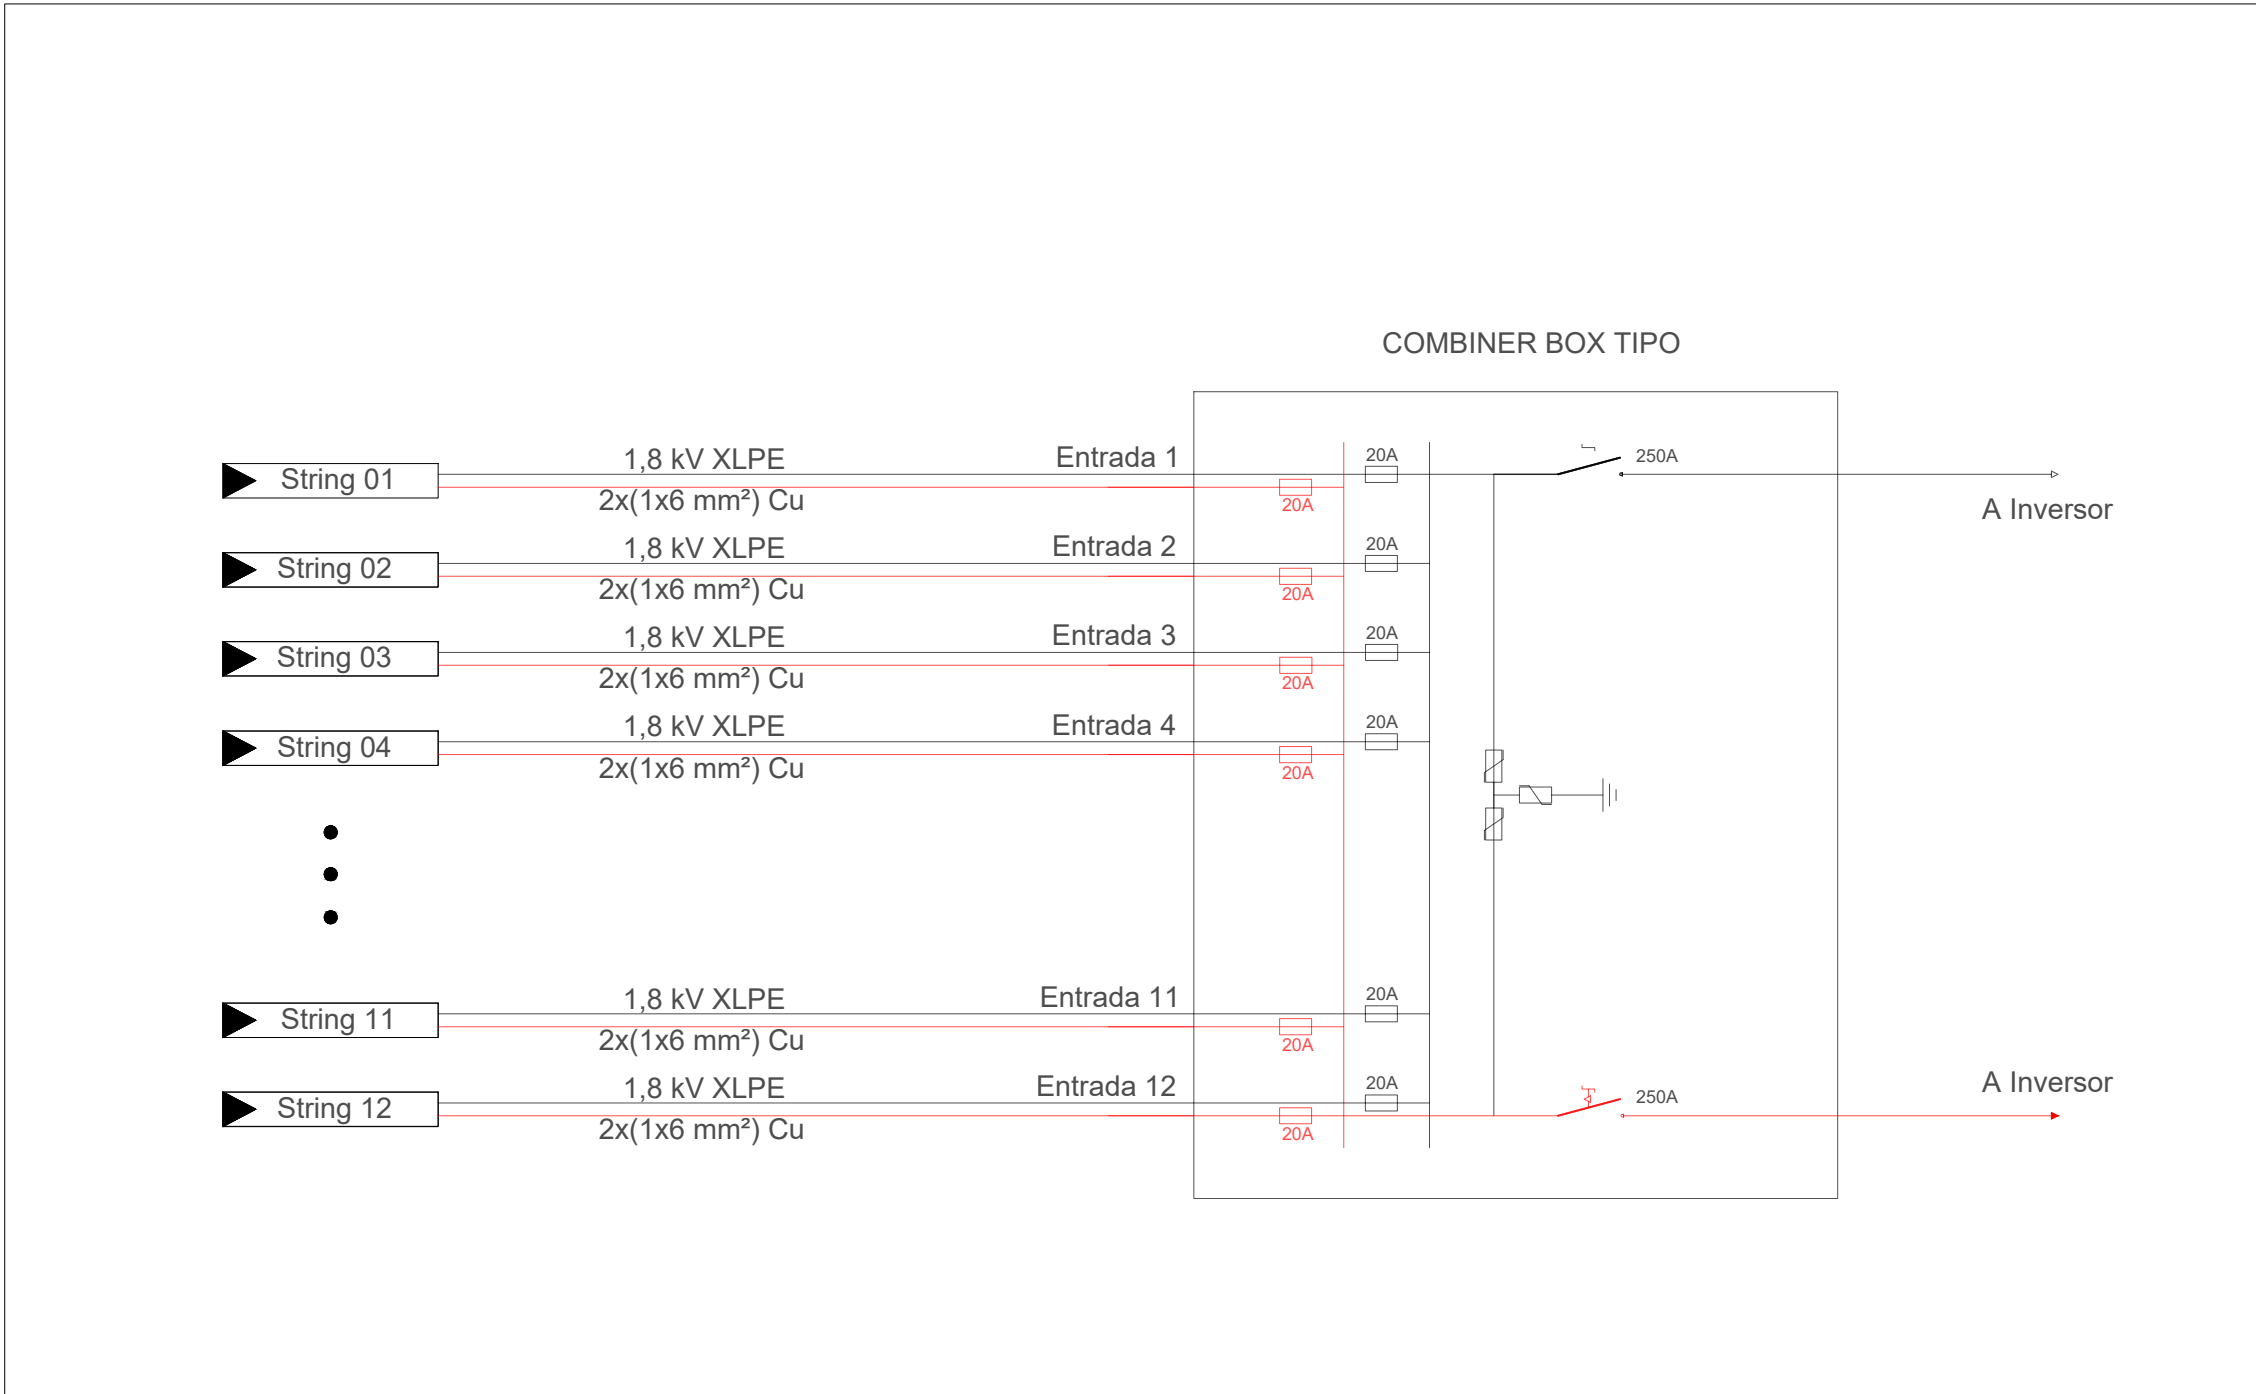 COMBINER BOX TIPO
String 01
1,8 kV XLPE
2x(1x6 mm²) Cu
Entrada 1
20A
20A
250A
A Inversor
String 02
1,8 kV XLPE
2x(1x6 mm²) Cu
Entrada 2
20A
20A
String 03
1,8 kV XLPE
2x(1x6 mm²) Cu
Entrada 3
20A
20A
String 04
1,8 kV XLPE
2x(1x6 mm²) Cu
Entrada 4
20A
20A
String 11
1,8 kV XLPE
2x(1x6 mm²) Cu
Entrada 11
20A
20A
String 12
1,8 kV XLPE
2x(1x6 mm²) Cu
Entrada 12
20A
20A
250A
A Inversor